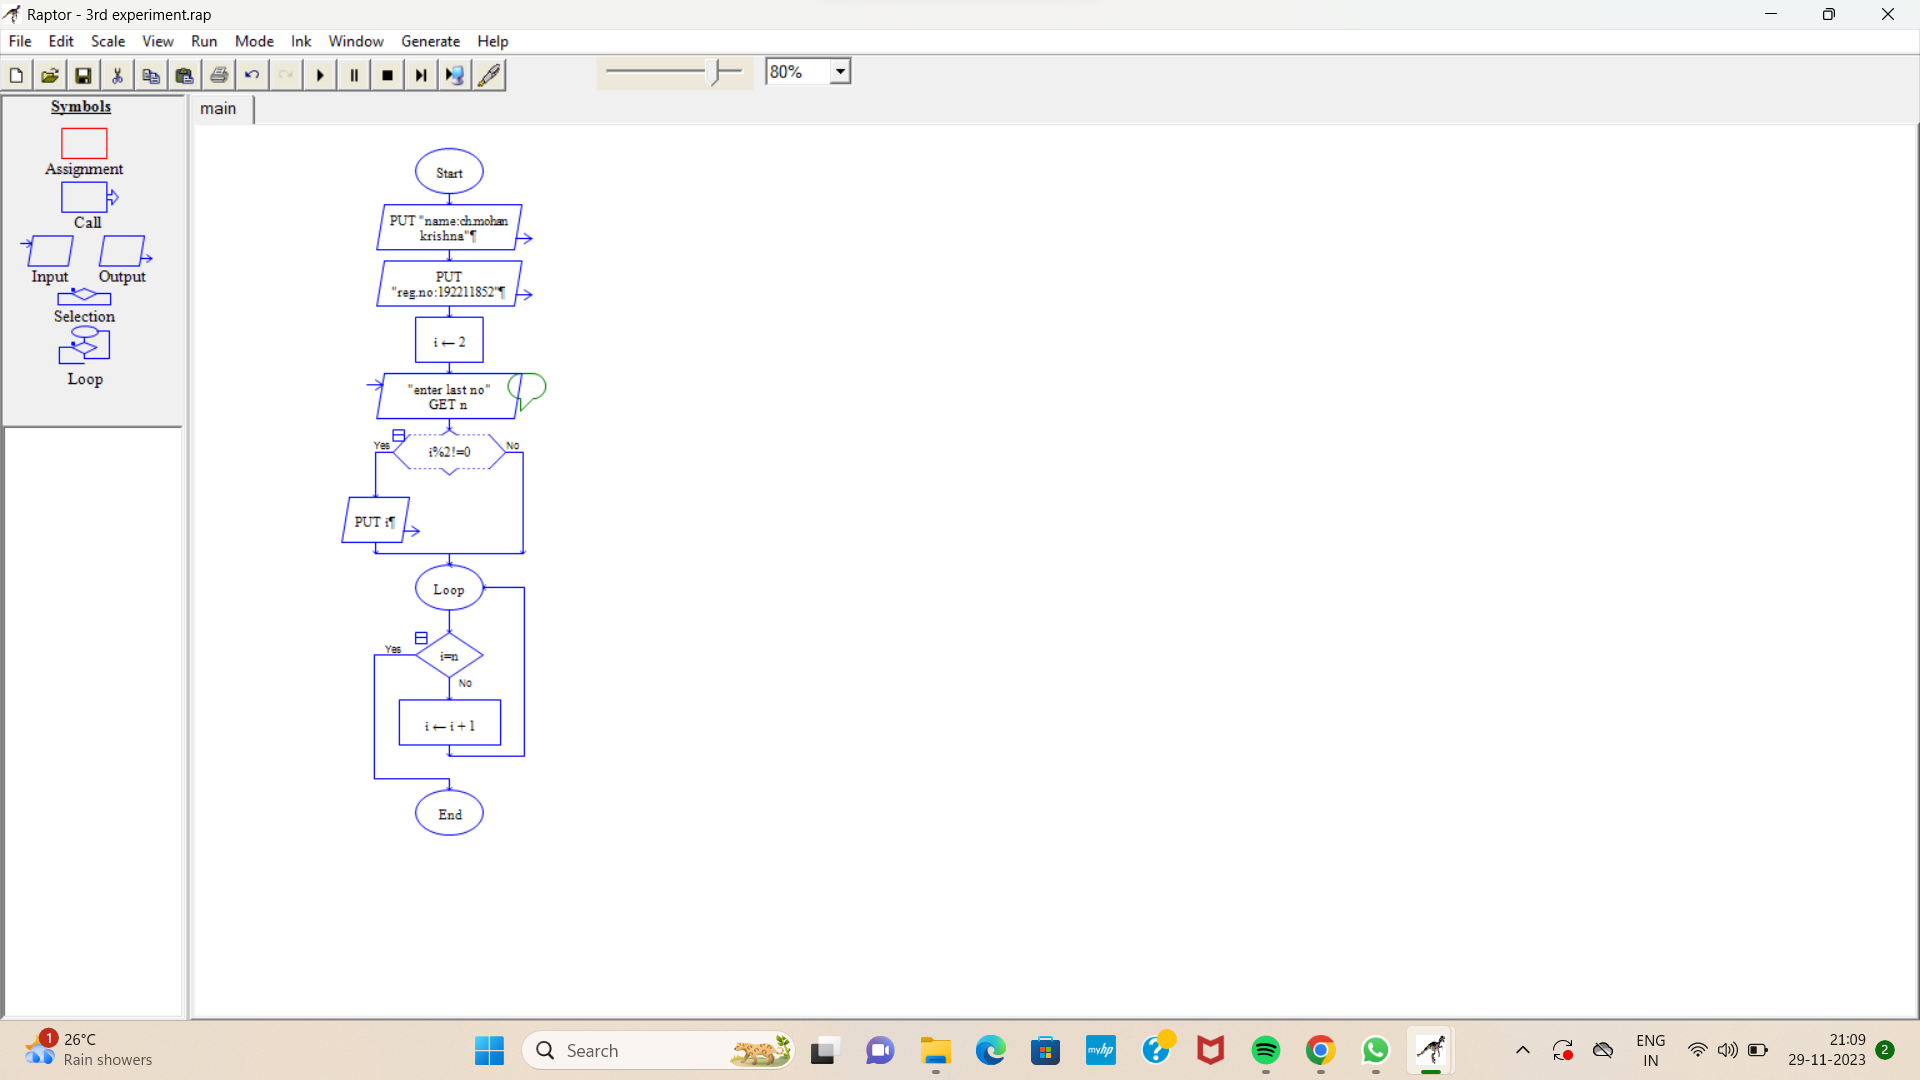 Raptor - 3rd experiment.rap
File Edit Scale View Run Mode Ink Window Generate Help
80%
Symbols
main
Assignment
Call
Input Output
Selection
Loop
Start
PUT "name:ch.mohan
krishna"¶
PUT
"reg.no:192211852"¶
i ← 2
"enter last no"
GET n
Yes
No
i%2!=0
PUT i¶
Loop
Yes
i=n
No
i ← i + 1
End
1
26°C
Rain showers
Search
myhp
ENG
IN
21:09
29-11-2023
2